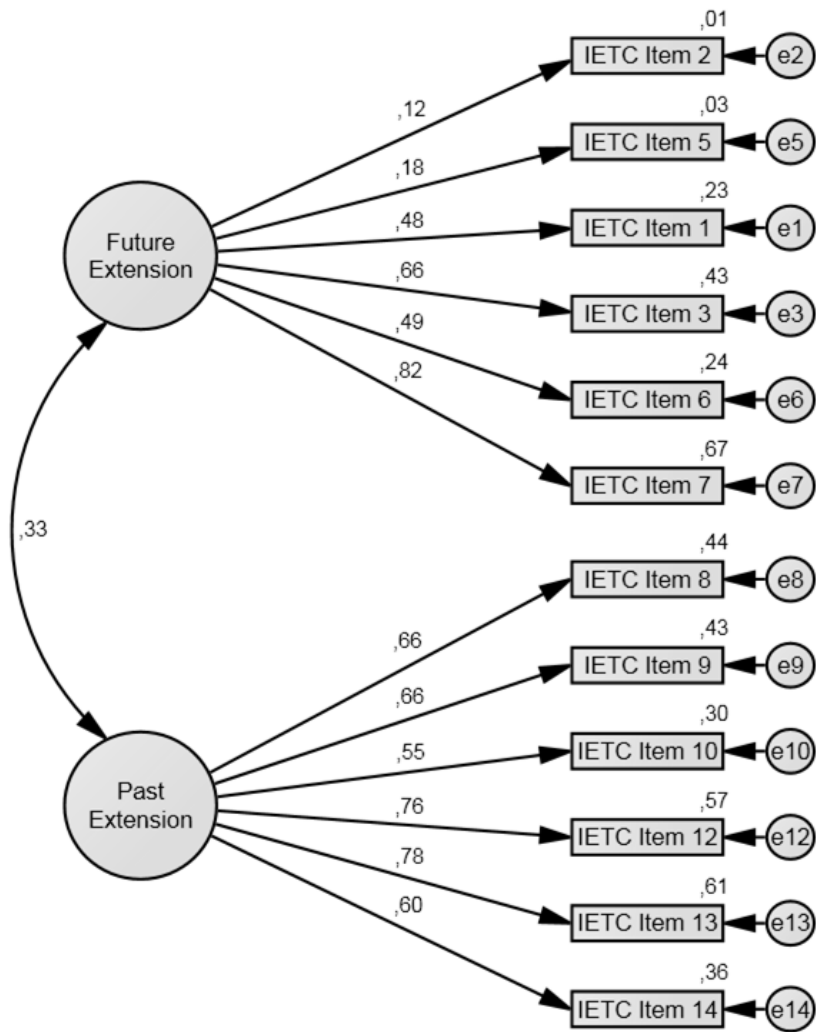 ,01
IETC Item 2
e2
,12
,03
IETC Item 5
e5
,18
,23
IETC Item 1
e1
,48
Future
Extension
,43
IETC Item 3
e3
,66
,24
IETC Item 6
e6
,49
,67
IETC Item 7
e7
,82
,33
,44
IETC Item 8
e8
,66
,43
IETC Item 9
e9
,66
,30
IETC Item 10
e10
,55
Past
Extension
,57
IETC Item 12
e12
,76
,61
IETC Item 13
e13
,78
,36
IETC Item 14
e14
,60